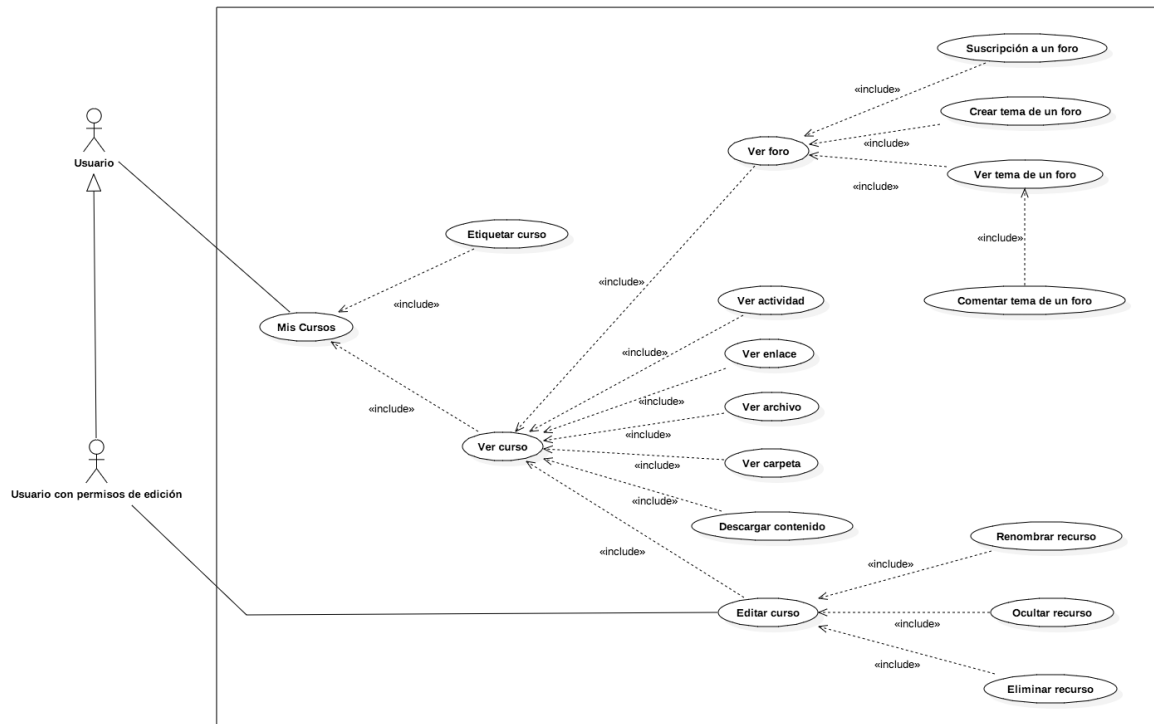 Suscripción a un foro
«include»
Crear tema de un foro
«include»
Usuario
Ver foro
Ver tema de un foro
«include»
Etiquetar curso
«include»
«include»
«include»
Ver actividad
Comentar tema de un foro
Mis Cursos
«include»
Ver enlace
«include»
«include»
Ver archivo
«include»
Ver curso
«include»
Ver carpeta
Usuario con permisos de edición
«include»
Descargar contenido
Renombrar recurso
«include»
«include»
Editar curso
Ocultar recurso
«include»
«include»
Eliminar recurso